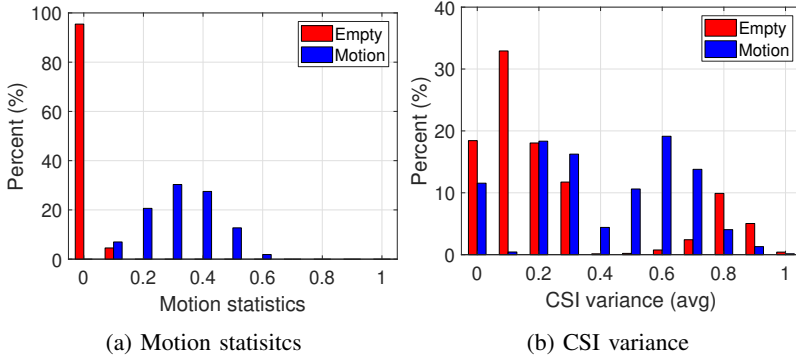 100
80
60
40
20
0
Percent (%)
Empty
Motion
0 0.2 0.4 0.6 0.8 1
Motion statistics
(a) Motion statisitcs
40
30
20
10
0
Percent (%)
Empty
Motion
0 0.2 0.4 0.6 0.8 1
CSI variance (avg)
(b) CSI variance